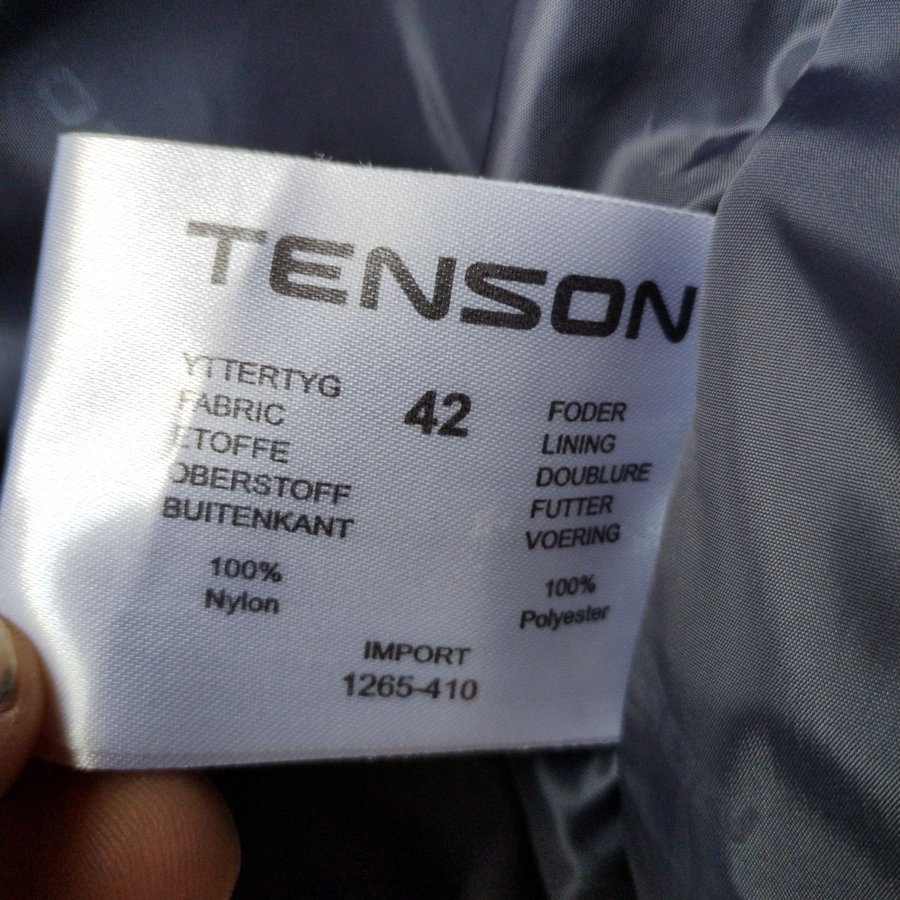 TENSON
YTTERTYG
FABRIC
ETOFFE
OBERSTOFF
BUITENKANT
100%
Nylon
42
FODER
LINING
DOUBLURE
FUTTER
VOERING
100%
Polyester
IMPORT
1265-410